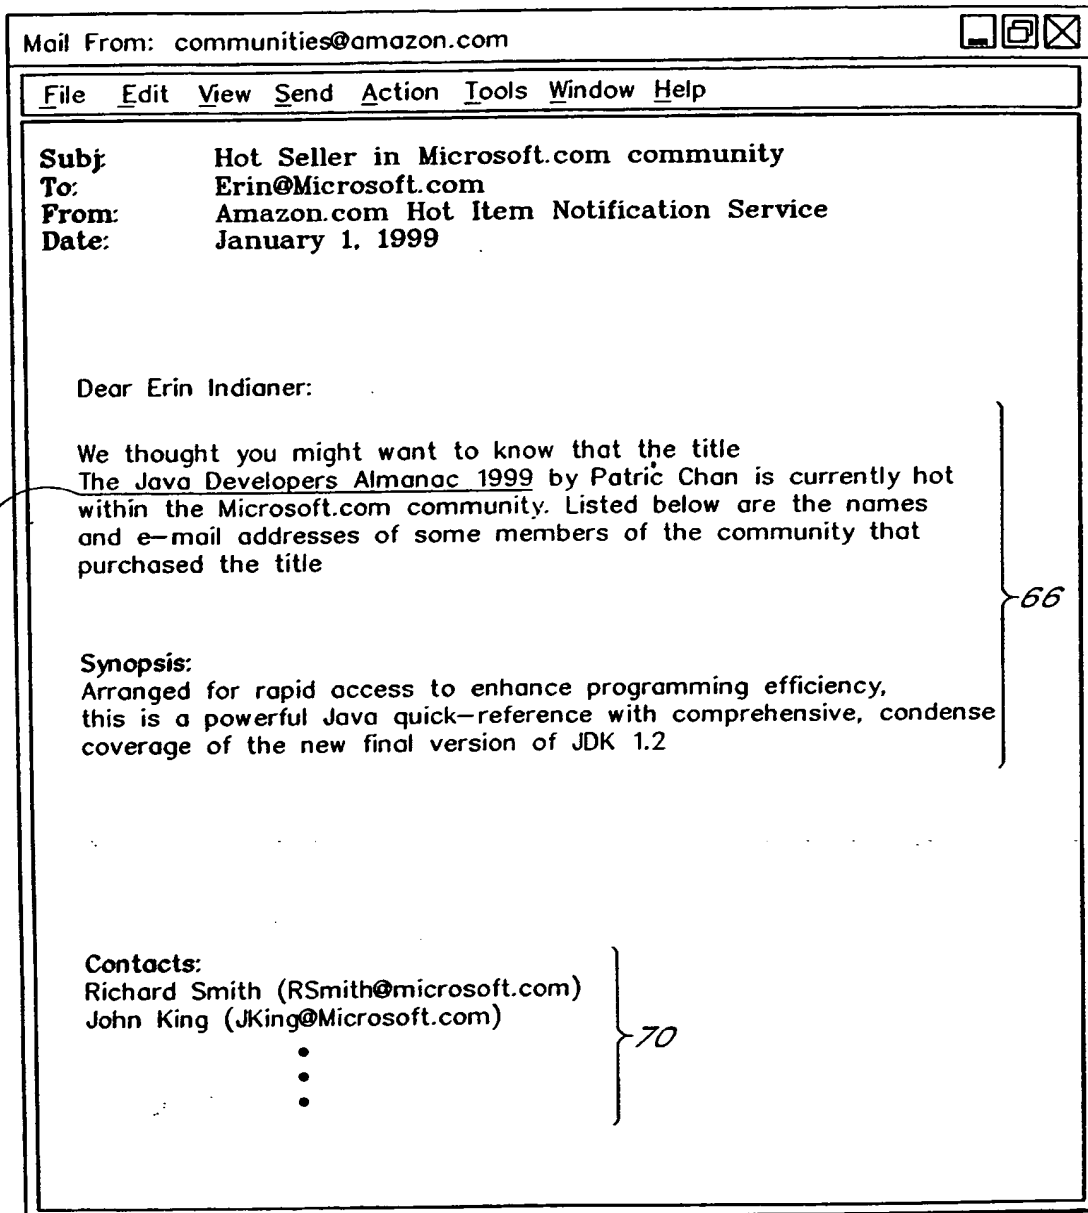 Mail From: communities@amazon.com
File Edit View Send Action Tools Window Help
Subj: Hot Seller in Microsoft.com community
To: Erin@Microsoft.com
From: Amazon.com Hot Item Notification Service
Date: January 1, 1999
Dear Erin Indianer:
We thought you might want to know that the title
The Java Developers Almanac 1999 by Patric Chan is currently hot
within the Microsoft.com community. Listed below are the names
and e-mail addresses of some members of the community that
purchased the title
66
Synopsis:
Arranged for rapid access to enhance programming efficiency,
this is a powerful Java quick-reference with comprehensive, condense
coverage of the new final version of JDK 1.2
Contacts:
Richard Smith (RSmith@microsoft.com)
John King (JKing@Microsoft.com)
70